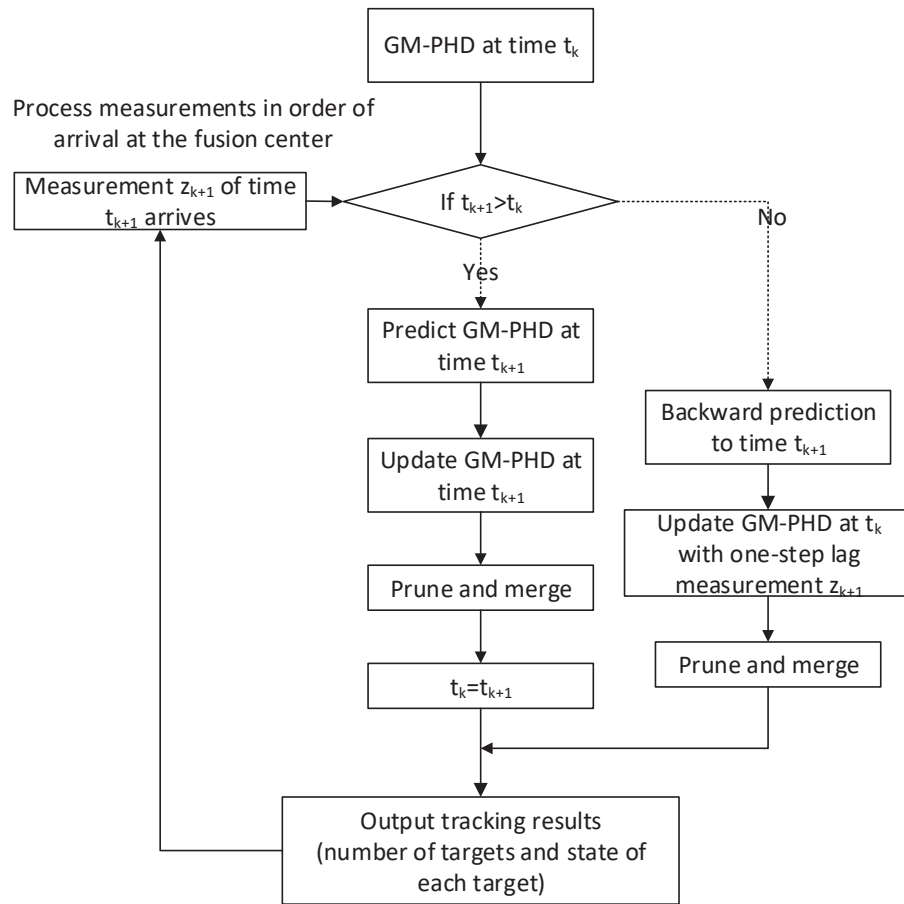 GM-PHD at time tₖ
Process measurements in order of
arrival at the fusion center
Measurement zₖ₊₁ of time
tₖ₊₁ arrives
If tₖ₊₁>tₖ
No
Yes
Predict GM-PHD at
time tₖ₊₁
Update GM-PHD at
time tₖ₊₁
Prune and merge
tₖ=tₖ₊₁
Backward prediction
to time tₖ₊₁
Update GM-PHD at tₖ
with one-step lag
measurement zₖ₊₁
Prune and merge
Output tracking results
(number of targets and state of
each target)